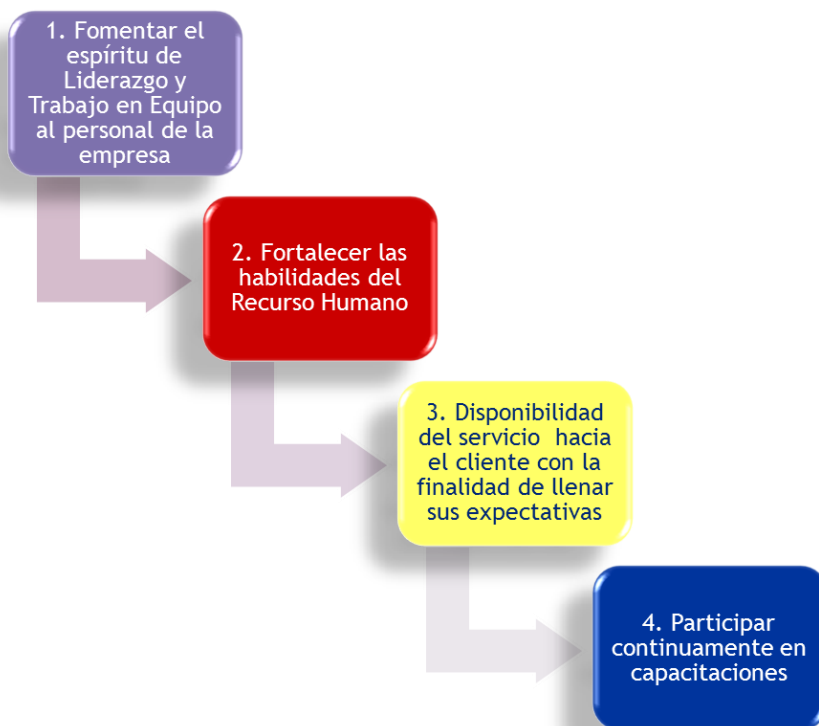 1. Fomentar el
espíritu de
Liderazgo y
Trabajo en Equipo
al personal de la
empresa
2. Fortalecer las
habilidades del
Recurso Humano
3. Disponibilidad
del servicio  hacia
el cliente con la
finalidad de llenar
sus expectativas
4. Participar
continuamente en
capacitaciones